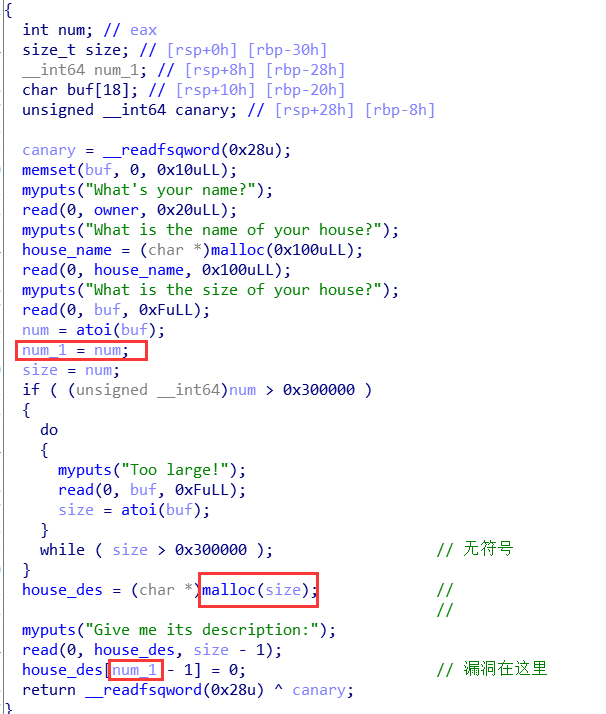 {
int num; // eax
size_t size; // [rsp+0h] [rbp-30h]
__int64 num_1; // [rsp+8h] [rbp-28h]
char buf[18]; // [rsp+10h] [rbp-20h]
unsigned __int64 canary; // [rsp+28h] [rbp-8h]
canary = __readfsqword(0x28u);
memset(buf, 0, 0x10uLL);
myputs("What's your name?");
read(0, owner, 0x20uLL);
myputs("What is the name of your house?");
house_name = (char *)malloc(0x100uLL);
read(0, house_name, 0x100uLL);
myputs("What is the size of your house?");
read(0, buf, 0xFuLL);
num = atoi(buf);
num_1 = num;
size = num;
if ( (unsigned __int64)num > 0x300000 )
{
do
{
myputs("Too large!");
read(0, buf, 0xFuLL);
size = atoi(buf);
}
while ( size > 0x300000 ); // 无符号
}
house_des = (char *)malloc(size); //
//
myputs("Give me its description:");
read(0, house_des, size - 1);
house_des[num_1 - 1] = 0; // 漏洞在这里
return __readfsqword(0x28u) ^ canary;
}